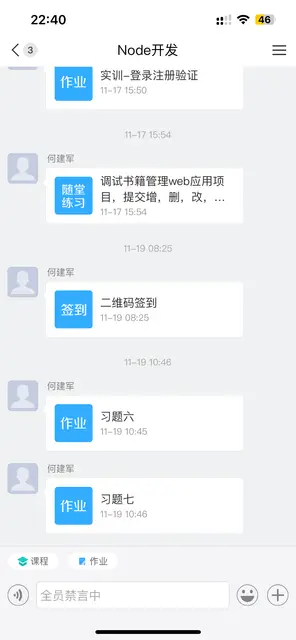 22:40
46
3
Node开发
作业
实训-登录注册验证
11-17 15:50
11-17 15:54
何建军
随堂
练习
调试书籍管理web应用项
目，提交增，删，改，...
11-17 15:54
11-19 08:25
何建军
签到
二维码签到
11-19 08:25
11-19 10:46
何建军
作业
习题六
11-19 10:45
何建军
作业
习题七
11-19 10:46
课程
作业
全员禁言中